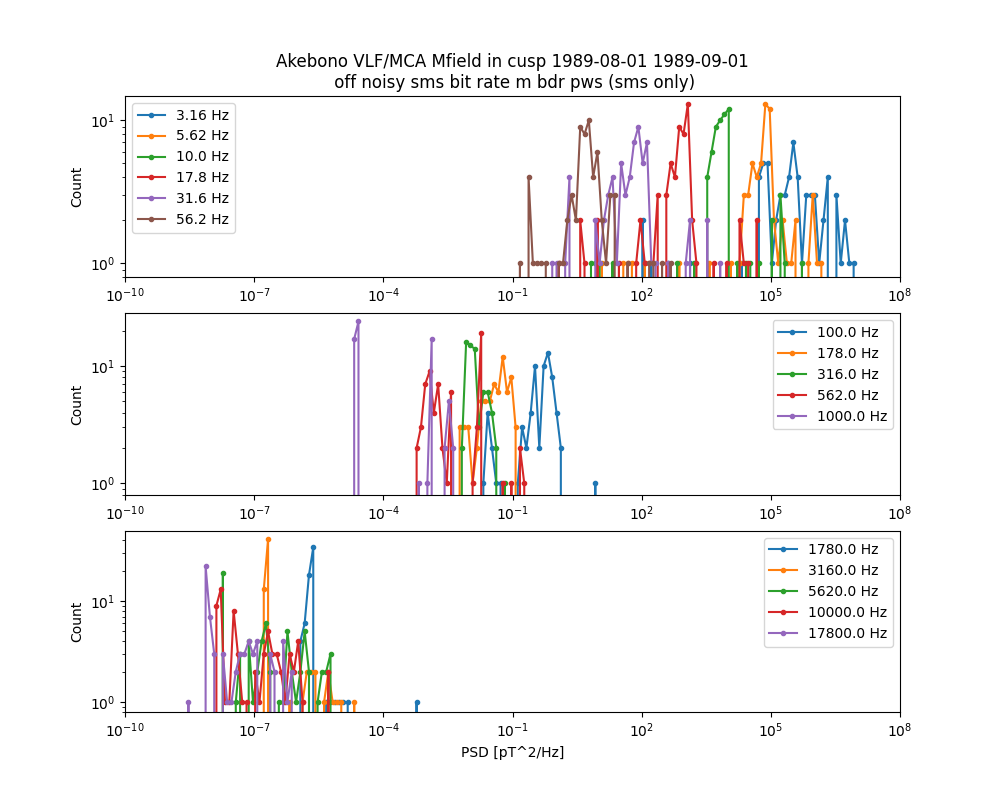 Akebono VLF/MCA Mfield in cusp 1989-08-01 1989-09-01
off noisy sms bit rate m bdr pws (sms only)
Count
10^1
10^0
3.16 Hz
5.62 Hz
10.0 Hz
17.8 Hz
31.6 Hz
56.2 Hz
10^-10 10^-7 10^-4 10^-1 10^2 10^5 10^8
Count
10^1
10^0
100.0 Hz
178.0 Hz
316.0 Hz
562.0 Hz
1000.0 Hz
10^-10 10^-7 10^-4 10^-1 10^2 10^5 10^8
Count
10^1
10^0
1780.0 Hz
3160.0 Hz
5620.0 Hz
10000.0 Hz
17800.0 Hz
10^-10 10^-7 10^-4 10^-1 10^2 10^5 10^8
PSD [pT^2/Hz]